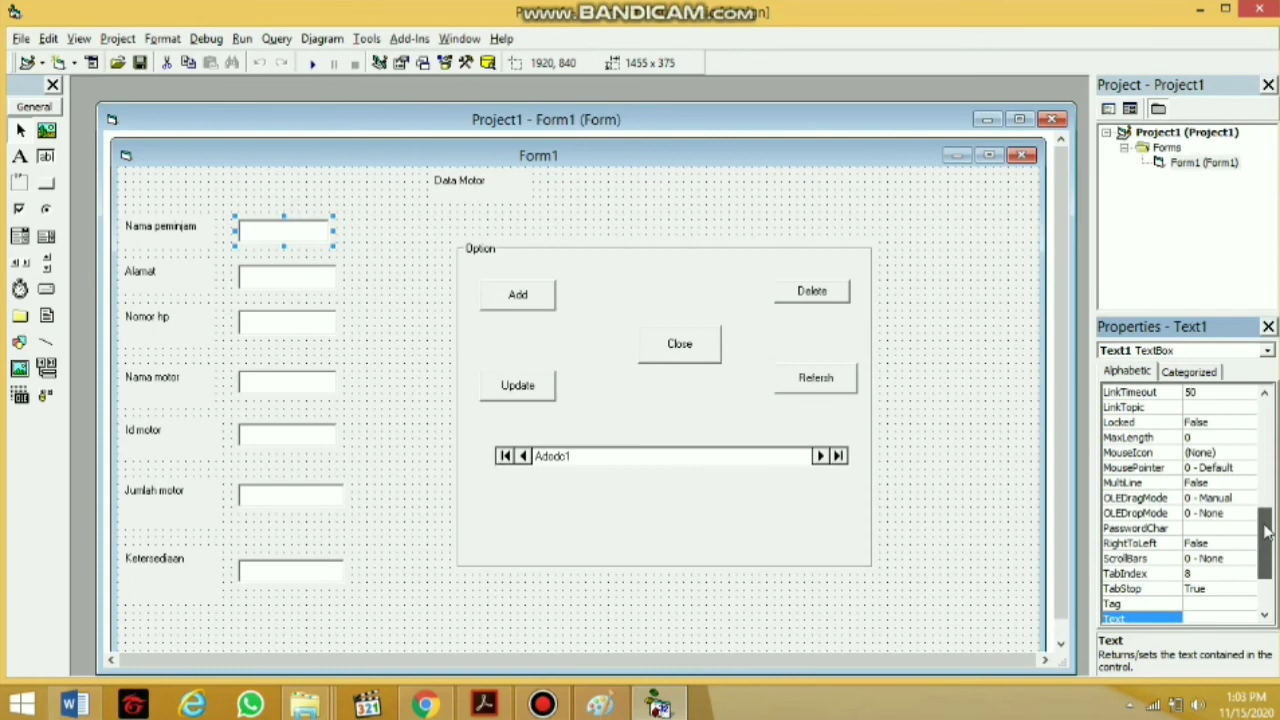 www.BANDICAM.com
File Edit View Project Format Debug Run Query Diagram Tools Add-Ins Window Help
1920, 840
1455 x 375
General
Project1 - Form1 (Form)
Form1
Data Motor
Nama peminjam
Alamat
Nomor hp
Nama motor
Id motor
Jumlah motor
Ketersediaan
Option
Add
Delete
Close
Update
Refersh
Adodc1
Project - Project1
Project1 (Project1)
Forms
Form1 (Form1)
Properties - Text1
Text1 TextBox
Alphabetic Categorized
LinkTimeout 50
LinkTopic
Locked False
MaxLength 0
MouseIcon (None)
MousePointer 0 - Default
MultiLine False
OLEDragMode 0 - Manual
OLEDropMode 0 - None
PasswordChar
RightToLeft False
ScrollBars 0 - None
TabIndex 8
TabStop True
Tag
Text
Text
Returns/sets the text contained in the
control.
1:03 PM
11/15/2020